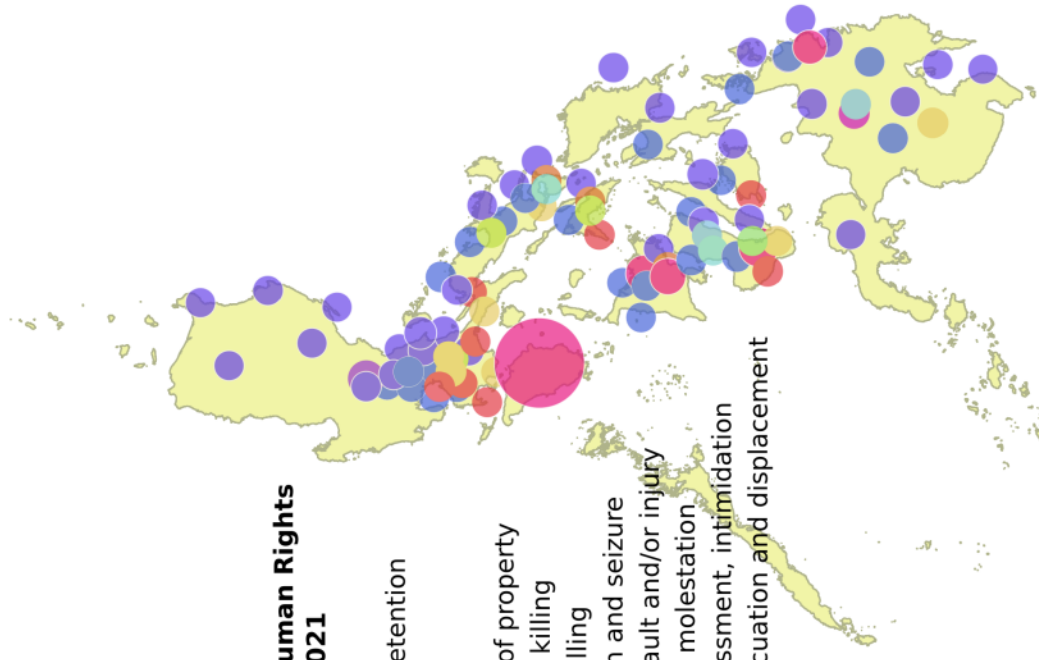 uman Rights
021
etention
of property
killing
lling
n and seizure
ault and/or injury
molestation
ssment, intimidation
cuation and displacement